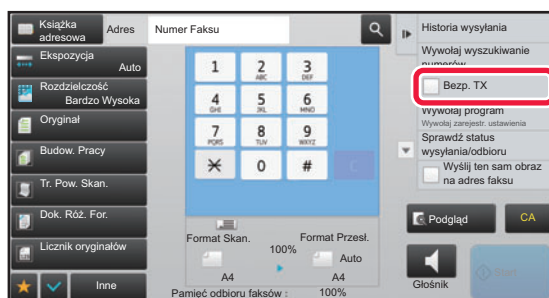 Książka
adresowa
Adres
Numer Faksu
Ekspozycja
Auto
Rozdzielczość
Bardzo Wysoka
Oryginał
Budow. Pracy
Tr. Pow. Skan.
Dok. Róż. For.
Licznik oryginałów
Inne
1
2
ABC
3
DEF
4
GHI
5
JKL
6
MNO
7
PQRS
8
TUV
9
WXYZ
0
#
C
Format Skan.
100%
Format Przesł.
Auto
A4
A4
Pamięć odbioru faksów :
100%
Historia wysyłania
Wywołaj wyszukiwanie
numerów
Bezp. TX
Wywołaj program
Wywołaj zarejestr. ustawienia
Sprawdź status
wysyłania/odbioru
Wyślij ten sam obraz
na adres faksu
Podgląd
CA
Głośnik
Start